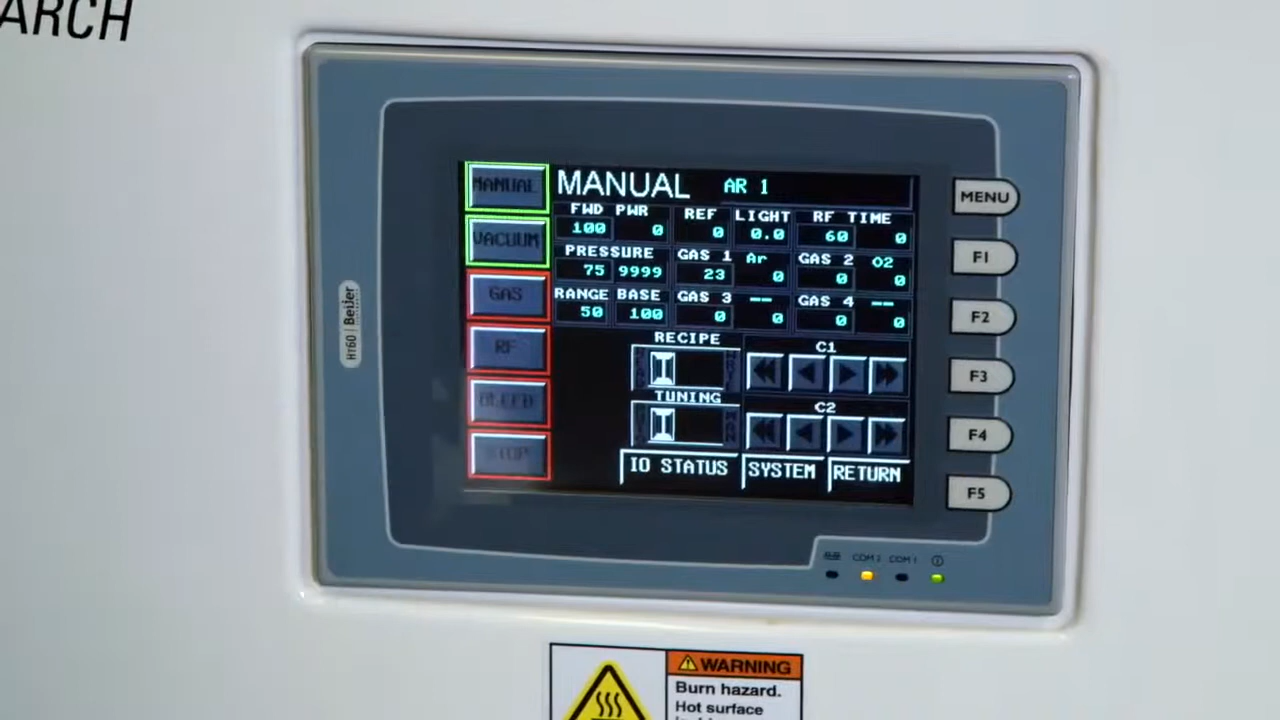 ARCH
MANUAL
VACUUM
GAS
RF
BLEED
STOP
MANUAL AR 1
FWD PWR REF LIGHT RF TIME
100 0 0 0.0 60 0
PRESSURE GAS 1 Ar GAS 2 O2
75 9999 23 0 0 0
RANGE BASE GAS 3 -- GAS 4 --
50 100 0 0 0 0
RECIPE C1
TUNING C2
IO STATUS SYSTEM RETURN
MENU
F1
F2
F3
F4
F5
HT60 | Beijer
COM 2 COM 1
WARNING
Burn hazard.
Hot surface